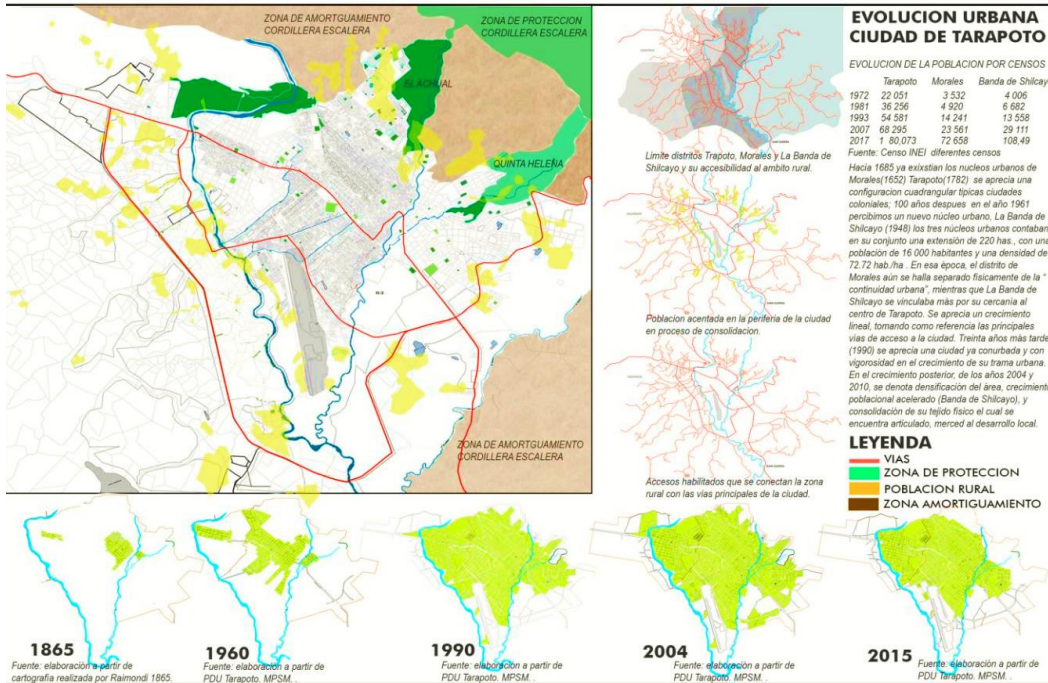 ZONA DE AMORTGUAMIENTO
CORDILLERA ESCALERA
ZONA DE PROTECCION
CORDILLERA ESCALERA
EL ACHUAL
QUINTA HELEÑA
ZONA DE AMORTGUAMIENTO
CORDILLERA ESCALERA
Limite distritos Trapoto, Morales y La Banda de
Shilcayo y su accesibilidad al ambito rural.
Poblacion acentada en la periferia de la ciudad
en proceso de consolidacion.
Accesos habilitados que se conectan la zona
rural con las vias principales de la ciudad.
EVOLUCION URBANA
CIUDAD DE TARAPOTO
EVOLUCION DE LA POBLACION POR CENSOS
Tarapoto Morales Banda de Shilcay
1972 22 051 3 532 4 006
1981 36 256 4 920 6 682
1993 54 581 14 241 13 558
2007 68 295 23 561 29 111
2017 1 80,073 72 658 108,49
Fuente: Censo INEI diferentes censos
Hacia 1685 ya exixstian los nucleos urbanos de
Morales(1652) Tarapoto(1782) se aprecia una
configuracion cuadrangular tipicas ciudades
coloniales; 100 años despues en el año 1961
percibimos un nuevo núcleo urbano, La Banda de
Shilcayo (1948) los tres núcleos urbanos contaban
en su conjunto una extensión de 220 has., con una
población de 16 000 habitantes y una densidad de
72.72 hab./ha . En esa época, el distrito de
Morales aún se halla separado fisicamente de la "
continuidad urbana", mientras que La Banda de
Shilcayo se vinculaba más por su cercania al
centro de Tarapoto. Se aprecia un crecimiento
lineal, tomando como referencia las principales
vias de acceso a la ciudad. Treinta años más tarde
(1990) se aprecia una ciudad ya conurbada y con
vigorosidad en el crecimiento de su trama urbana.
En el crecimiento posterior, de los años 2004 y
2010, se denota densificación del área, crecimiento
poblacional acelerado (Banda de Shilcayo), y
consolidación de su tejido fisico el cual se
encuentra articulado, merced al desarrollo local.
LEYENDA
VIAS
ZONA DE PROTECCION
POBLACION RURAL
ZONA AMORTIGUAMIENTO
1865
Fuente: elaboración a partir de
cartografia realizada por Raimondi 1865.
1960
Fuente: elaboración a partir de
PDU Tarapoto. MPSM. .
1990
Fuente: elaboración a partir de
PDU Tarapoto. MPSM. .
2004
Fuente: elaboración a partir de
PDU Tarapoto. MPSM. .
2015
Fuente: elaboración a partir de
PDU Tarapoto. MPSM. .